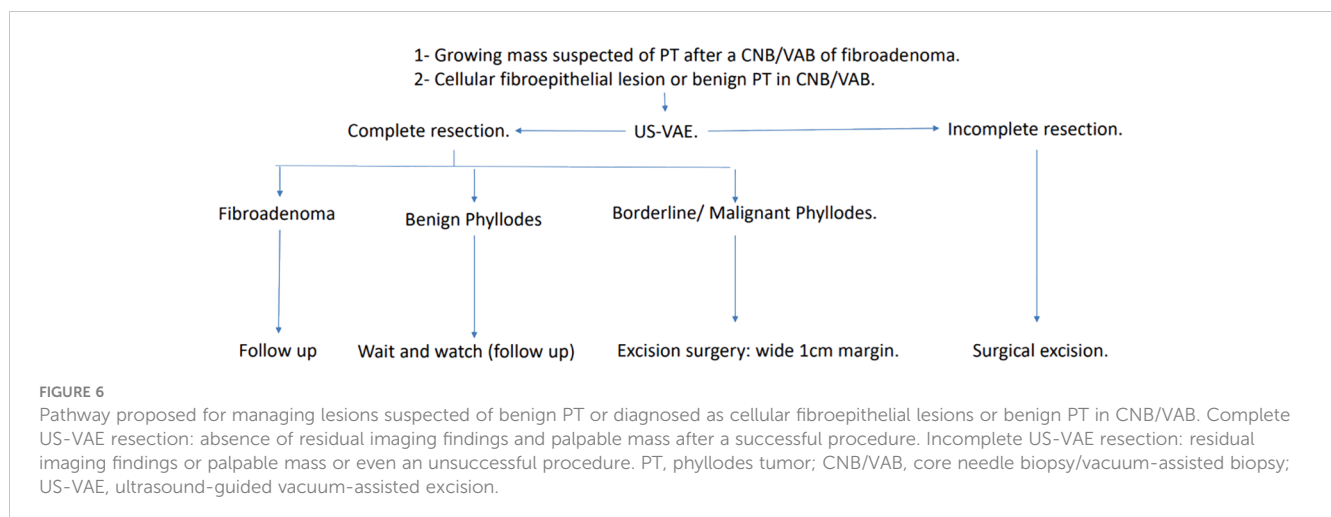 1- Growing mass suspected of PT after a CNB/VAB of fibroadenoma.
2- Cellular fibroepithelial lesion or benign PT in CNB/VAB.
Complete resection.
US-VAE.
Incomplete resection.
Fibroadenoma
Benign Phyllodes
Borderline/ Malignant Phyllodes.
Follow up
Wait and watch (follow up)
Excision surgery: wide 1cm margin.
Surgical excision.
FIGURE 6
Pathway proposed for managing lesions suspected of benign PT or diagnosed as cellular fibroepithelial lesions or benign PT in CNB/VAB. Complete
US-VAE resection: absence of residual imaging findings and palpable mass after a successful procedure. Incomplete US-VAE resection: residual
imaging findings or palpable mass or even an unsuccessful procedure. PT, phyllodes tumor; CNB/VAB, core needle biopsy/vacuum-assisted biopsy;
US-VAE, ultrasound-guided vacuum-assisted excision.